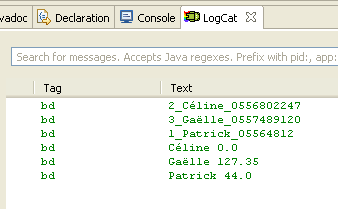 vadoc Declaration Console LogCat
Search for messages. Accepts Java regexes. Prefix with pid:, app:
Tag Text
bd 2_Céline_0556802247
bd 3_Gaëlle_0557489120
bd 1_Patrick_05564812
bd Céline 0.0
bd Gaëlle 127.35
bd Patrick 44.0